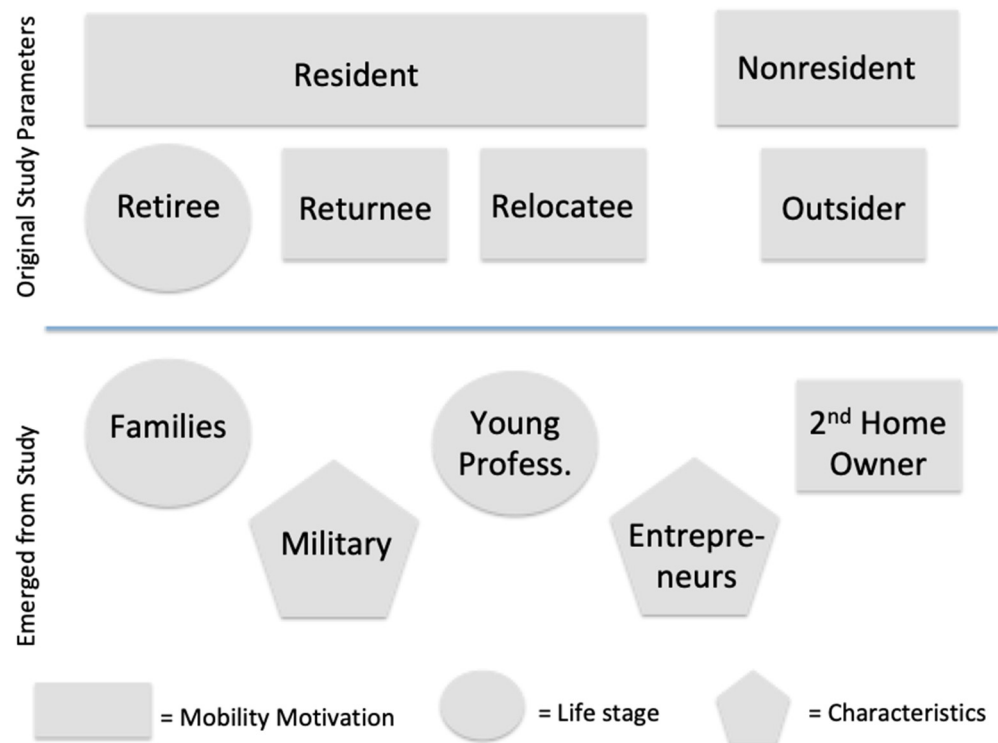 Original Study Parameters
Resident
Nonresident
Retiree
Returnee
Relocatee
Outsider
Emerged from Study
Families
Military
Young
Profess.
Entrepre-
neurs
2nd Home
Owner
= Mobility Motivation
= Life stage
= Characteristics